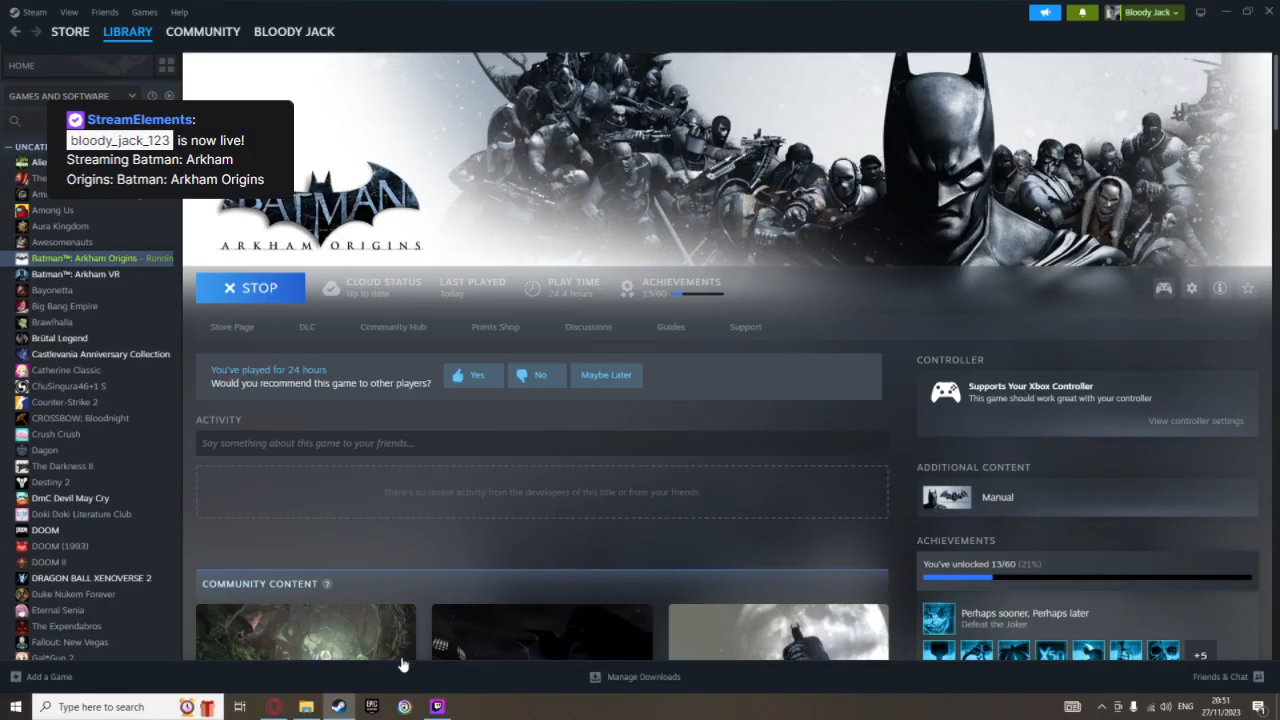 Steam View Friends Games Help
Bloody Jack
STORE LIBRARY COMMUNITY BLOODY JACK
HOME
GAMES AND SOFTWARE
StreamElements:
bloody_jack_123 is now live!
Streaming Batman: Arkham
Origins: Batman: Arkham Origins
UNCAT
Alie
The
Am
Among Us
Aura Kingdom
Awesomenauts
Batman™: Arkham Origins - Runnin
Batman™: Arkham VR
Bayonetta
Big Bang Empire
Brawlhalla
Brütal Legend
Castlevania Anniversary Collection
Catherine Classic
ChuSingura46+1 S
Counter-Strike 2
CROSSBOW: Bloodnight
Crush Crush
Dagon
The Darkness II
Destiny 2
DmC Devil May Cry
Doki Doki Literature Club
DOOM
DOOM (1993)
DOOM II
DRAGON BALL XENOVERSE 2
Duke Nukem Forever
Eternal Senia
The Expendabros
Fallout: New Vegas
Gal*Gun 2
BATMAN
ARKHAM ORIGINS
STOP
CLOUD STATUS
Up to date
LAST PLAYED
Today
PLAY TIME
24.4 hours
ACHIEVEMENTS
13/60
Store Page DLC Community Hub Points Shop Discussions Guides Support
You've played for 24 hours
Would you recommend this game to other players?
Yes No Maybe Later
ACTIVITY
Say something about this game to your friends...
There's no recent activity from the developers of this title or from your friends.
COMMUNITY CONTENT ?
CONTROLLER
Supports Your Xbox Controller
This game should work great with your controller
View controller settings
ADDITIONAL CONTENT
Manual
ACHIEVEMENTS
You've unlocked 13/60 (21%)
Perhaps sooner, Perhaps later
Defeat the Joker
+5
Add a Game
Manage Downloads
Friends & Chat
Type here to search
EPIC
GAMES
ENG
20:51
27/11/2023
1